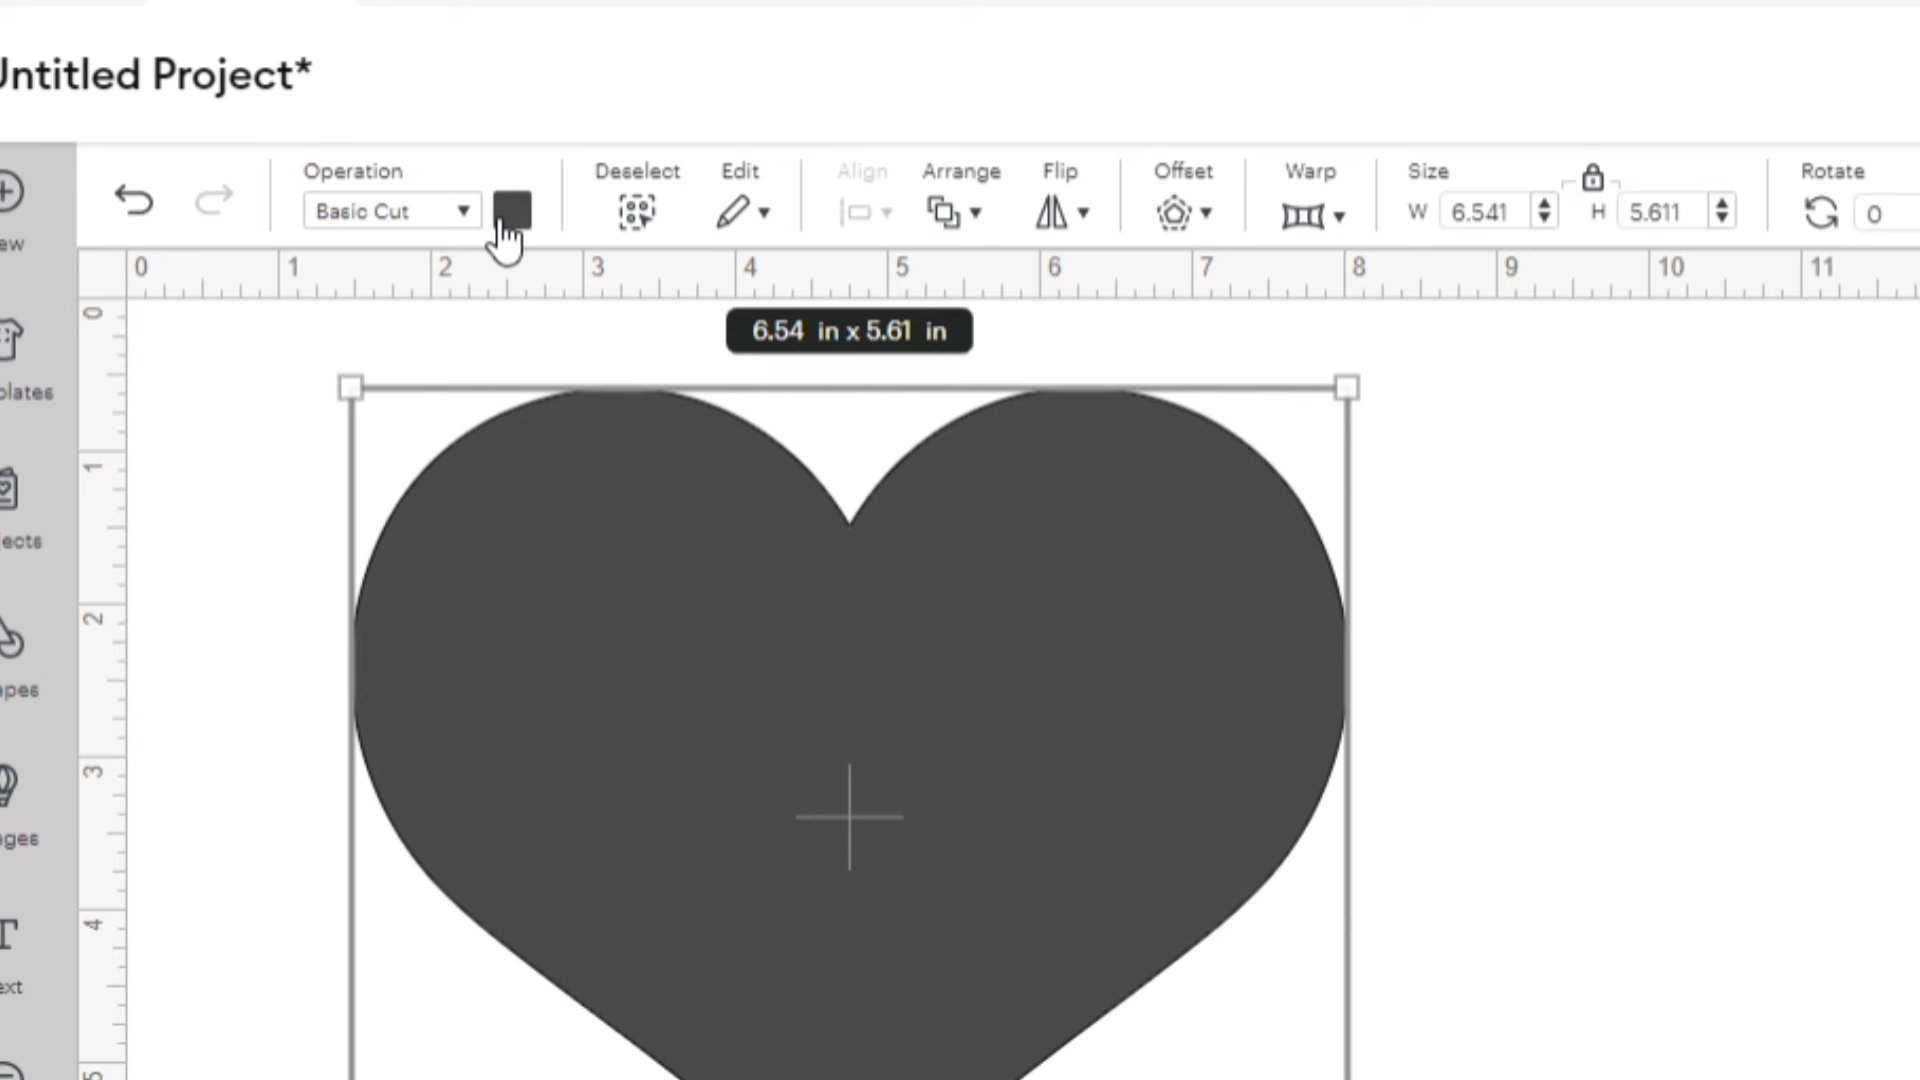 Untitled Project*
Operation
Basic Cut
Deselect
Edit
Align
Arrange
Flip
Offset
Warp
Size
W 6.541
H 5.611
Rotate
0
0 1 2 3 4 5 6 7 8 9 10 11
6.54 in x 5.61 in
0
1
2
3
4
5
ew
plates
jects
apes
ages
ext